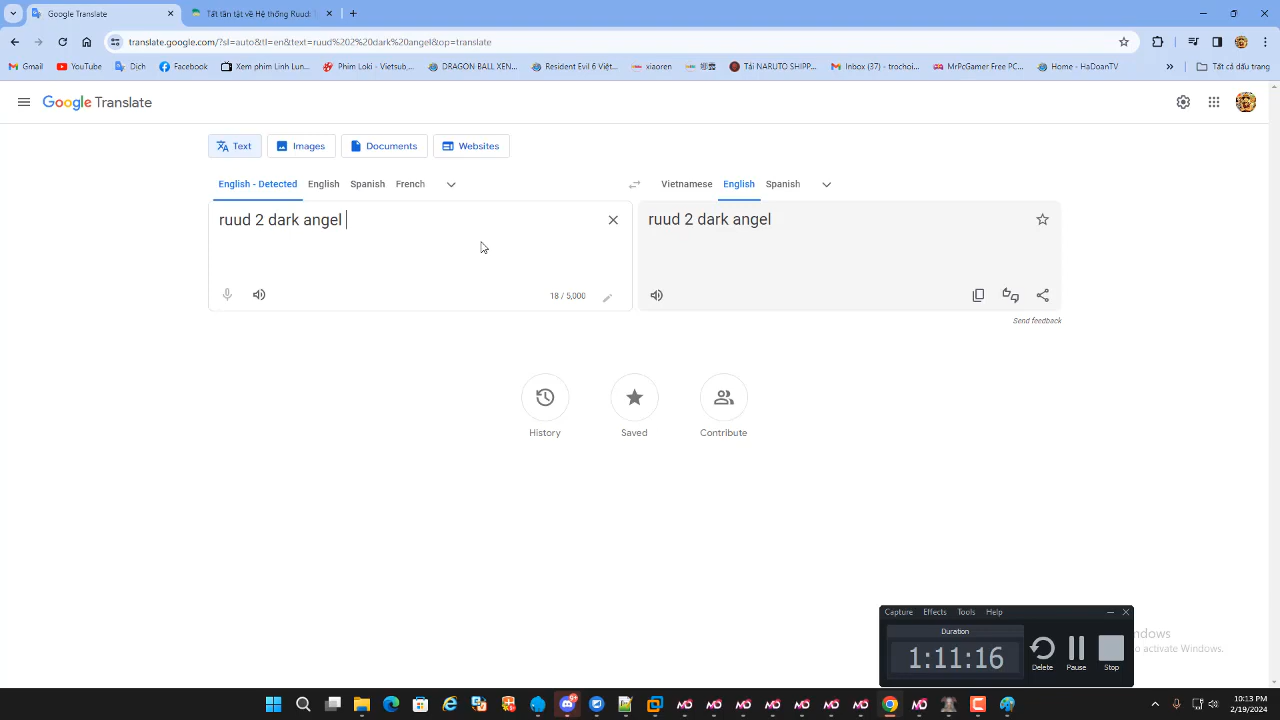 Google Translate
Tất tần tật về Hệ thống Ruud:
translate.google.com/?sl=auto&tl=en&text=ruud%202%20dark%20angel&op=translate
Gmail
YouTube
Dịch
Facebook
Xem phim Linh Lun...
Phim Loki - Vietsub,...
DRAGON BALL XEN...
Resident Evil 6 Việt...
xiaoren
Tải NARUTO SHIPP...
Inbox (37) - trochoi...
MrPcGamer Free PC...
Home - HaDoanTV
»
Tất cả dấu trang
Google Translate
Text
Images
Documents
Websites
English - Detected
English
Spanish
French
Vietnamese
English
Spanish
ruud 2 dark angel
ruud 2 dark angel
18 / 5,000
Send feedback
History
Saved
Contribute
Capture
Effects
Tools
Help
Duration
1:11:16
Delete
Pause
Stop
ndows
o activate Windows.
10:13 PM
2/19/2024